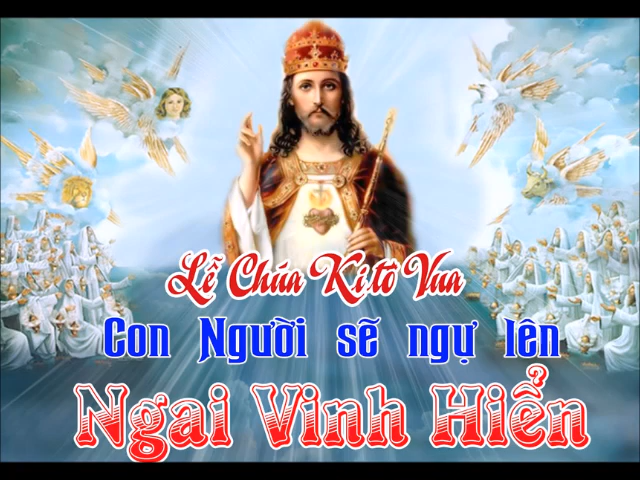 Lễ Chúa Kitô Vua
Con Người sẽ ngự lên
Ngai Vinh Hiển